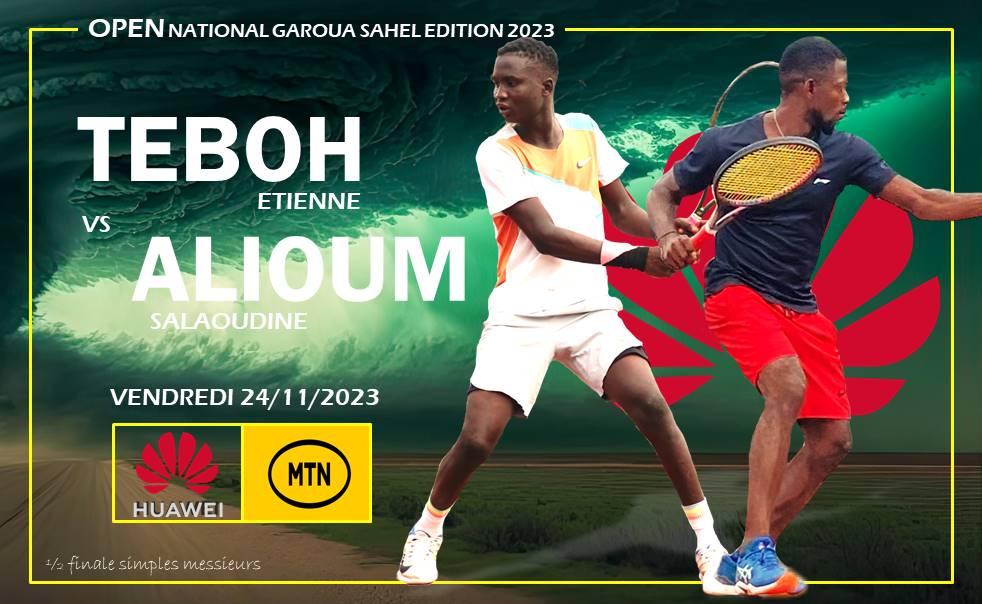 OPEN NATIONAL GAROUA SAHEL EDITION 2023
TEBOH
ETIENNE
VS
ALIOUM
SALAOUDINE
VENDREDI 24/11/2023
HUAWEI
MTN
½ finale simples messieurs